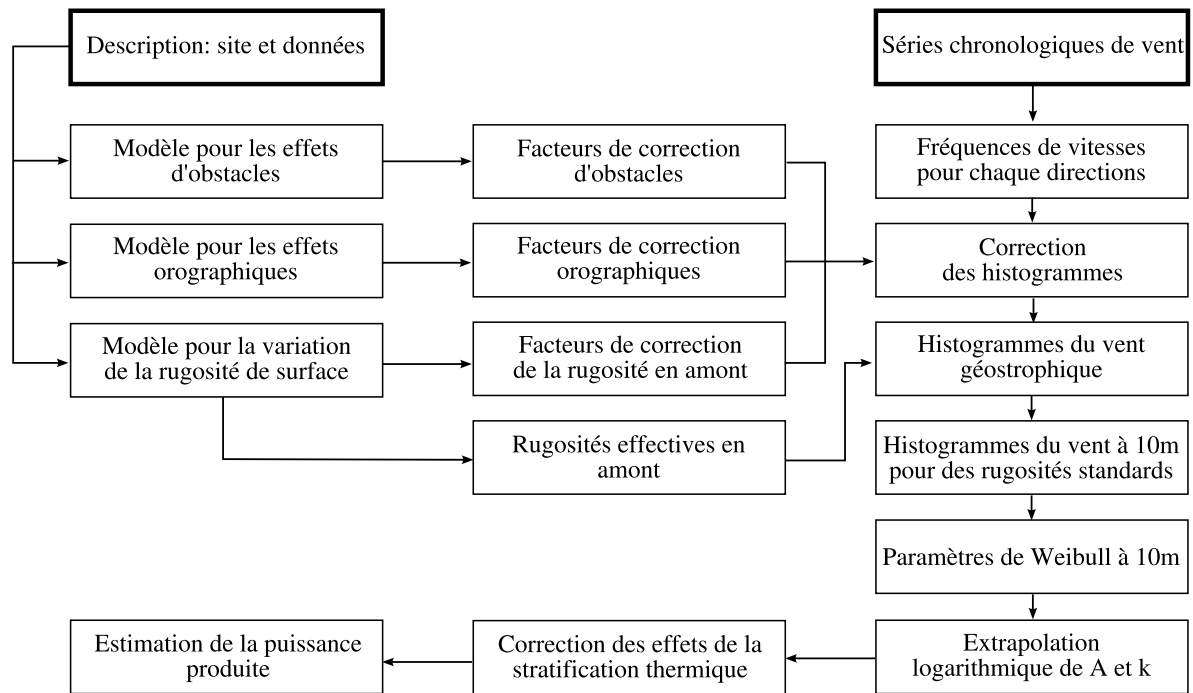 Description: site et données
Séries chronologiques de vent
Modèle pour les effets
d'obstacles
Facteurs de correction
d'obstacles
Fréquences de vitesses
pour chaque directions
Modèle pour les effets
orographiques
Facteurs de correction
orographiques
Correction
des histogrammes
Modèle pour la variation
de la rugosité de surface
Facteurs de correction
de la rugosité en amont
Histogrammes du vent
géostrophique
Rugosités effectives en
amont
Histogrammes du vent à 10m
pour des rugosités standards
Paramètres de Weibull à 10m
Estimation de la puissance
produite
Correction des effets de la
stratification thermique
Extrapolation
logarithmique de A et k